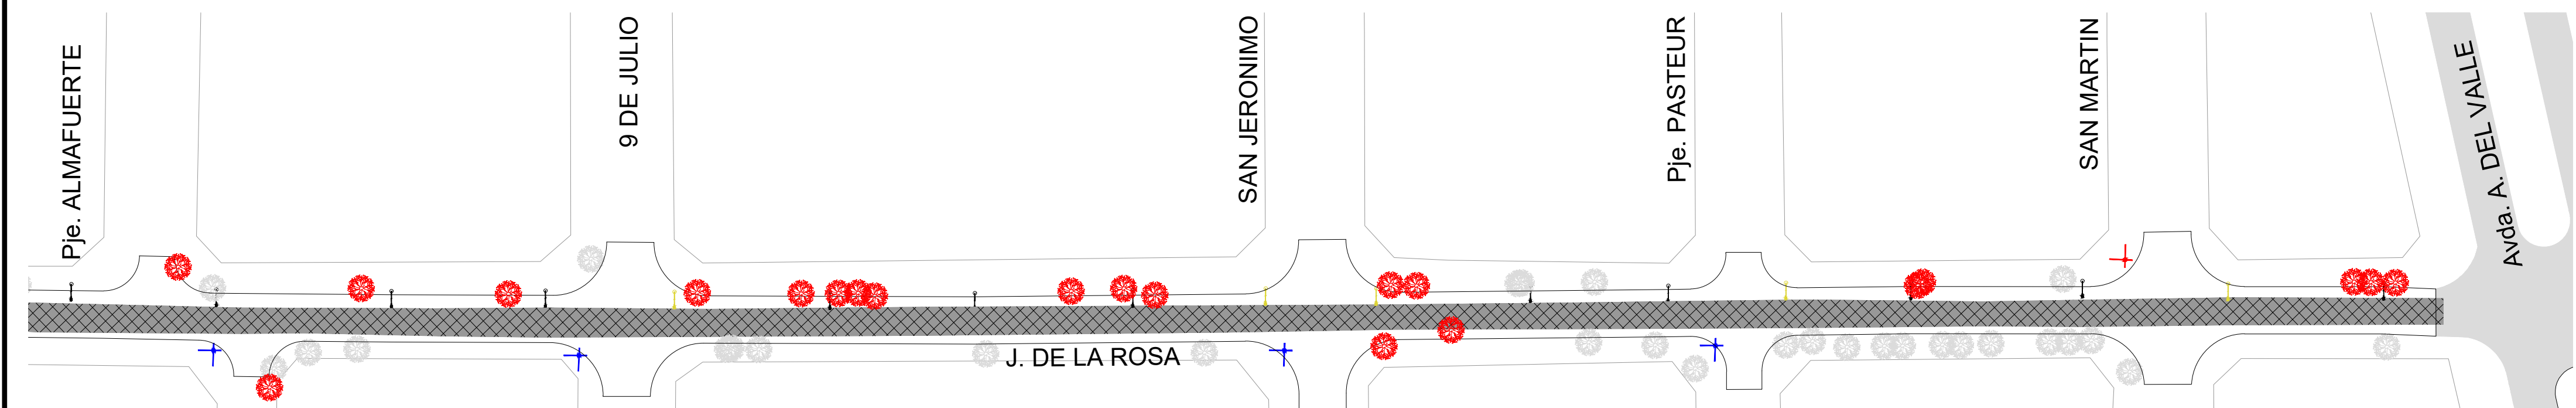 Pje. ALMAFUERTE
9 DE JULIO
SAN JERONIMO
Pje. PASTEUR
SAN MARTIN
Avda. A. DEL VALLE
J. DE LA ROSA